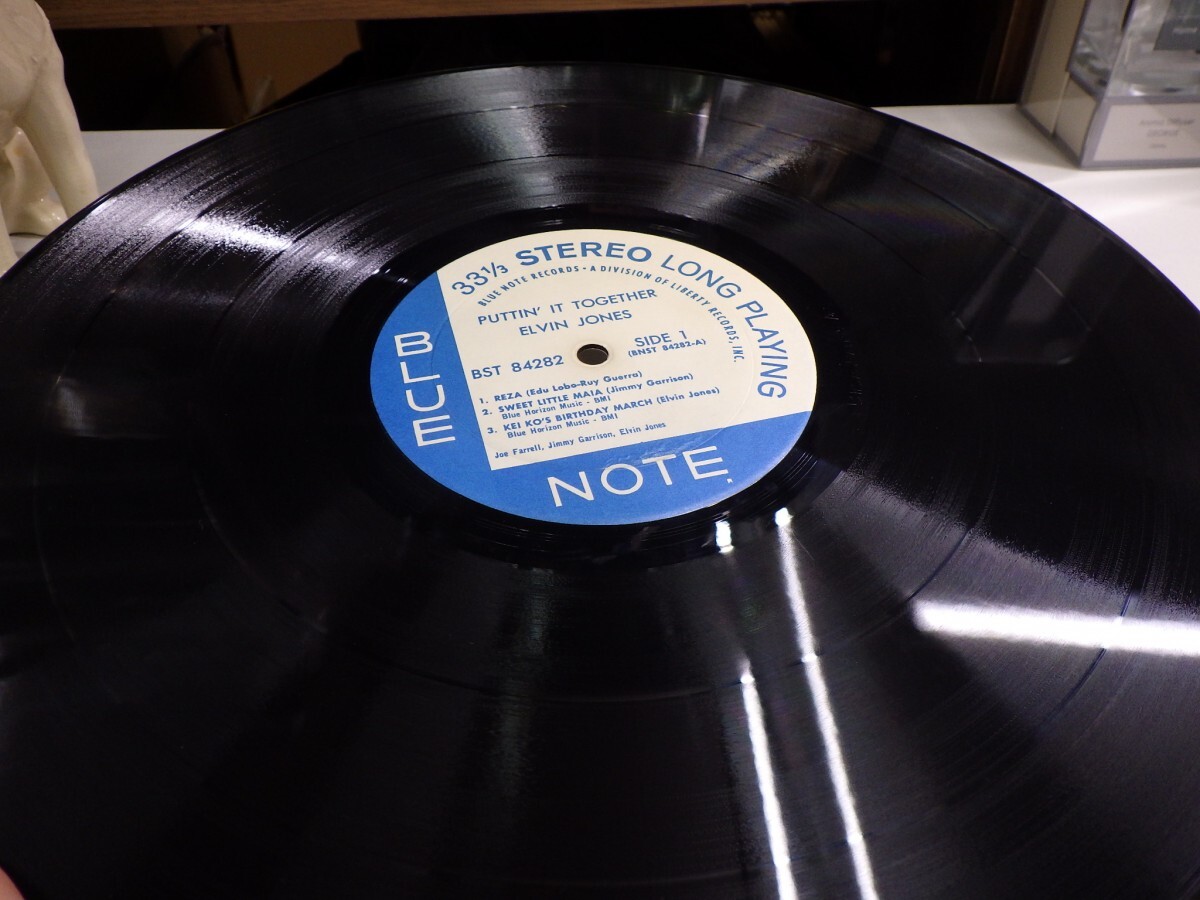 33⅓ STEREO LONG PLAYING
BLUE NOTE RECORDS • A DIVISION OF LIBERTY RECORDS, INC.
PUTTIN' IT TOGETHER
ELVIN JONES
BST 84282
SIDE 1
(BNST 84282-A)
1. REZA (Edu Lobo-Ruy Guerra)
2. SWEET LITTLE MAIA (Jimmy Garrison)
Blue Horizon Music - BMI
3. KEI KO'S BIRTHDAY MARCH (Elvin Jones)
Blue Horizon Music - BMI
Joe Farrell, Jimmy Garrison, Elvin Jones
BLUE
NOTE